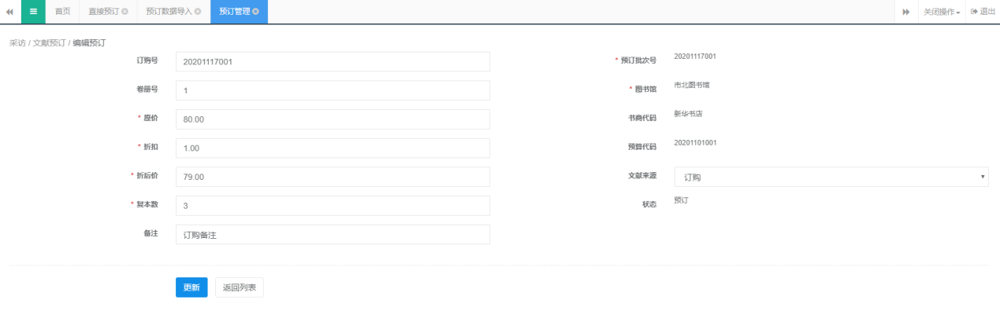 首页 直接预订 预订数据导入 预订管理 关闭操作 退出
采访 / 文献预订 / 编辑预订
订购号 20201117001 * 预订批次号 20201117001
卷册号 1 * 图书馆 市北图书馆
* 原价 80.00 书商代码 新华书店
* 折扣 1.00 预算代码 20201101001
* 折后价 79.00 文献来源 订购
* 复本数 3 状态 预订
备注 订购备注
更新 返回列表